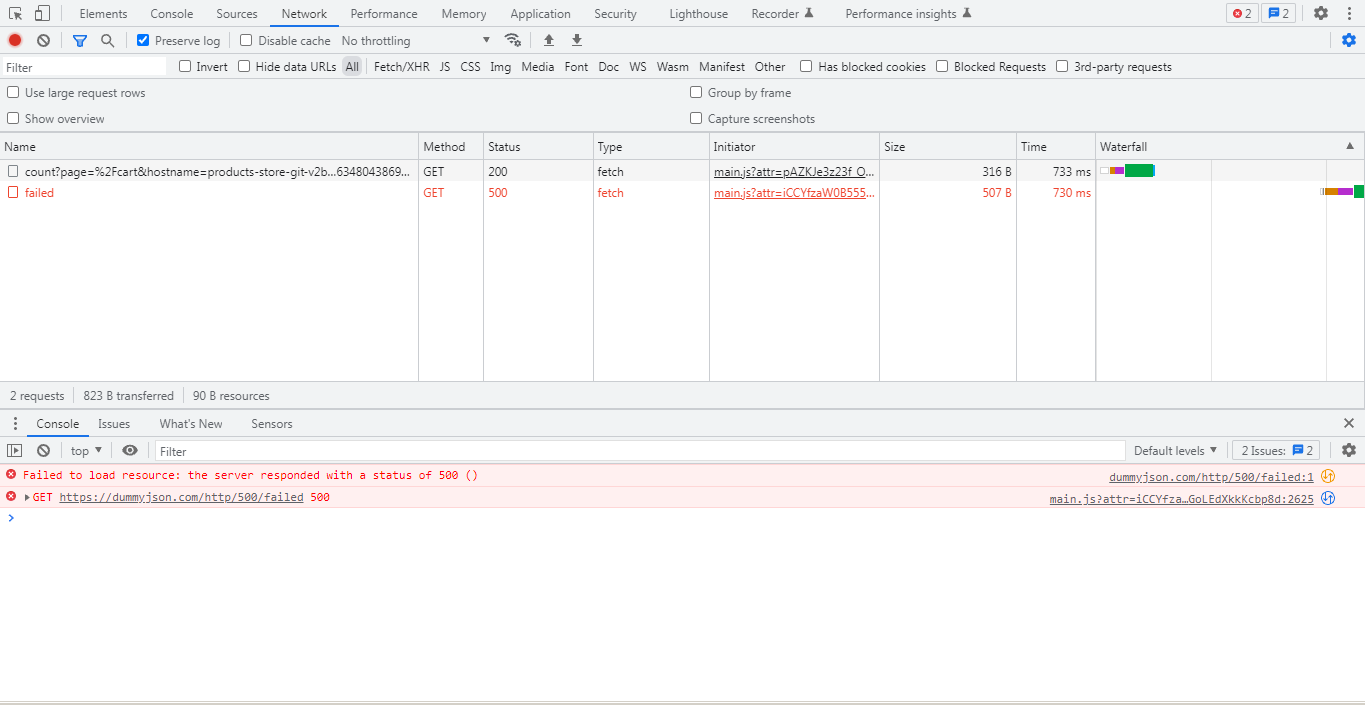 Elements Console Sources Network Performance Memory Application Security Lighthouse Recorder Performance insights 2 2
Preserve log Disable cache No throttling
Filter Invert Hide data URLs All Fetch/XHR JS CSS Img Media Font Doc WS Wasm Manifest Other Has blocked cookies Blocked Requests 3rd-party requests
Use large request rows Group by frame
Show overview Capture screenshots
Name Method Status Type Initiator Size Time Waterfall
count?page=%2Fcart&hostname=products-store-git-v2b...6348043869... GET 200 fetch main.js?attr=pAZKJe3z23f_O... 316 B 733 ms
failed GET 500 fetch main.js?attr=iCCYfzaW0B555... 507 B 730 ms
2 requests 823 B transferred 90 B resources
Console Issues What's New Sensors
top Filter Default levels 2 Issues: 2
Failed to load resource: the server responded with a status of 500 () dummyjson.com/http/500/failed:1
GET https://dummyjson.com/http/500/failed 500 main.js?attr=iCCYfza…GoLEdXkkKcbp8d:2625